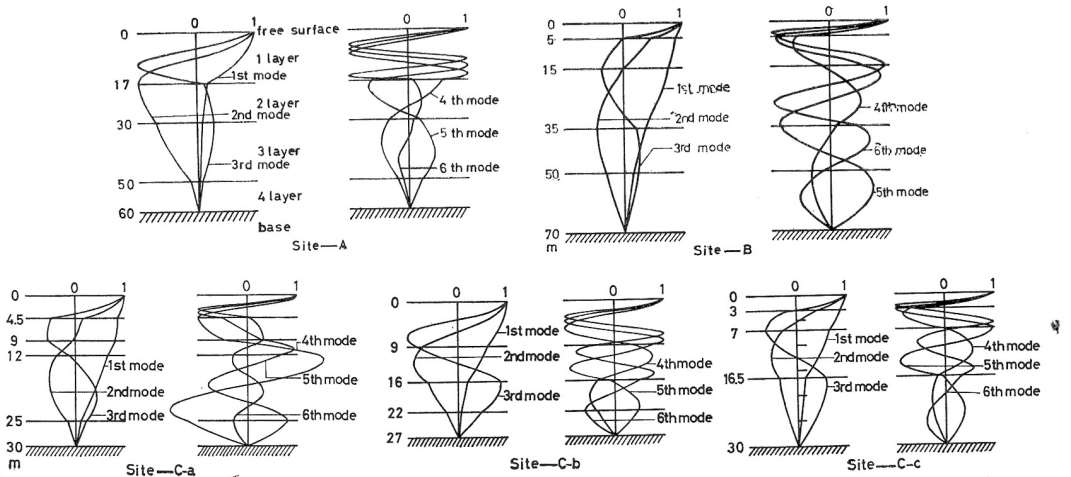 0 1
0 free surface
1 layer
1st mode
17
2 layer
2nd mode
30
3 layer
3rd mode
50
4 layer
60
base
0 1
4 th mode
5 th mode
6 th mode
Site—A
0 1
0
5
15
1st mode
2nd mode
35
3rd mode
50
70
m
0 1
4th mode
6th mode
5th mode
Site—B
0 1
0
4.5
9
12
1st mode
2nd mode
3rd mode
25
30
m
0 1
4th mode
5th mode
6th mode
Site—C-a
0 1
0
1st mode
9
2nd mode
16
3rd mode
22
27
0 1
4th mode
5th mode
6th mode
Site—C-b
0 1
0
3
7
1st mode
2nd mode
16.5
3rd mode
30
0 1
4th mode
5th mode
6th mode
Site—C-c